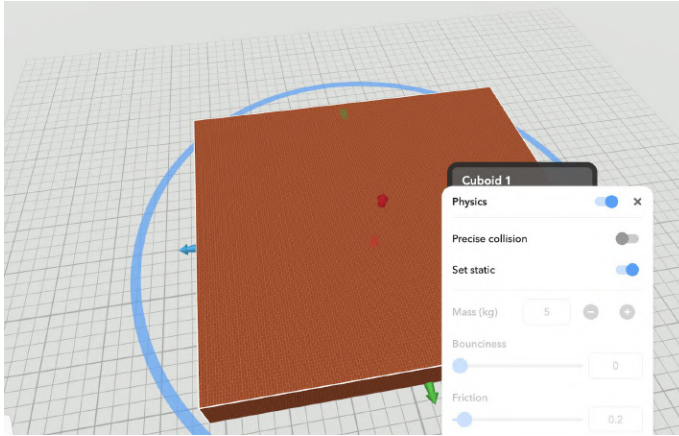 Cuboid 1
Physics
Precise collision
Set static
Mass (kg) 5
Bounciness
0
Friction
0.2